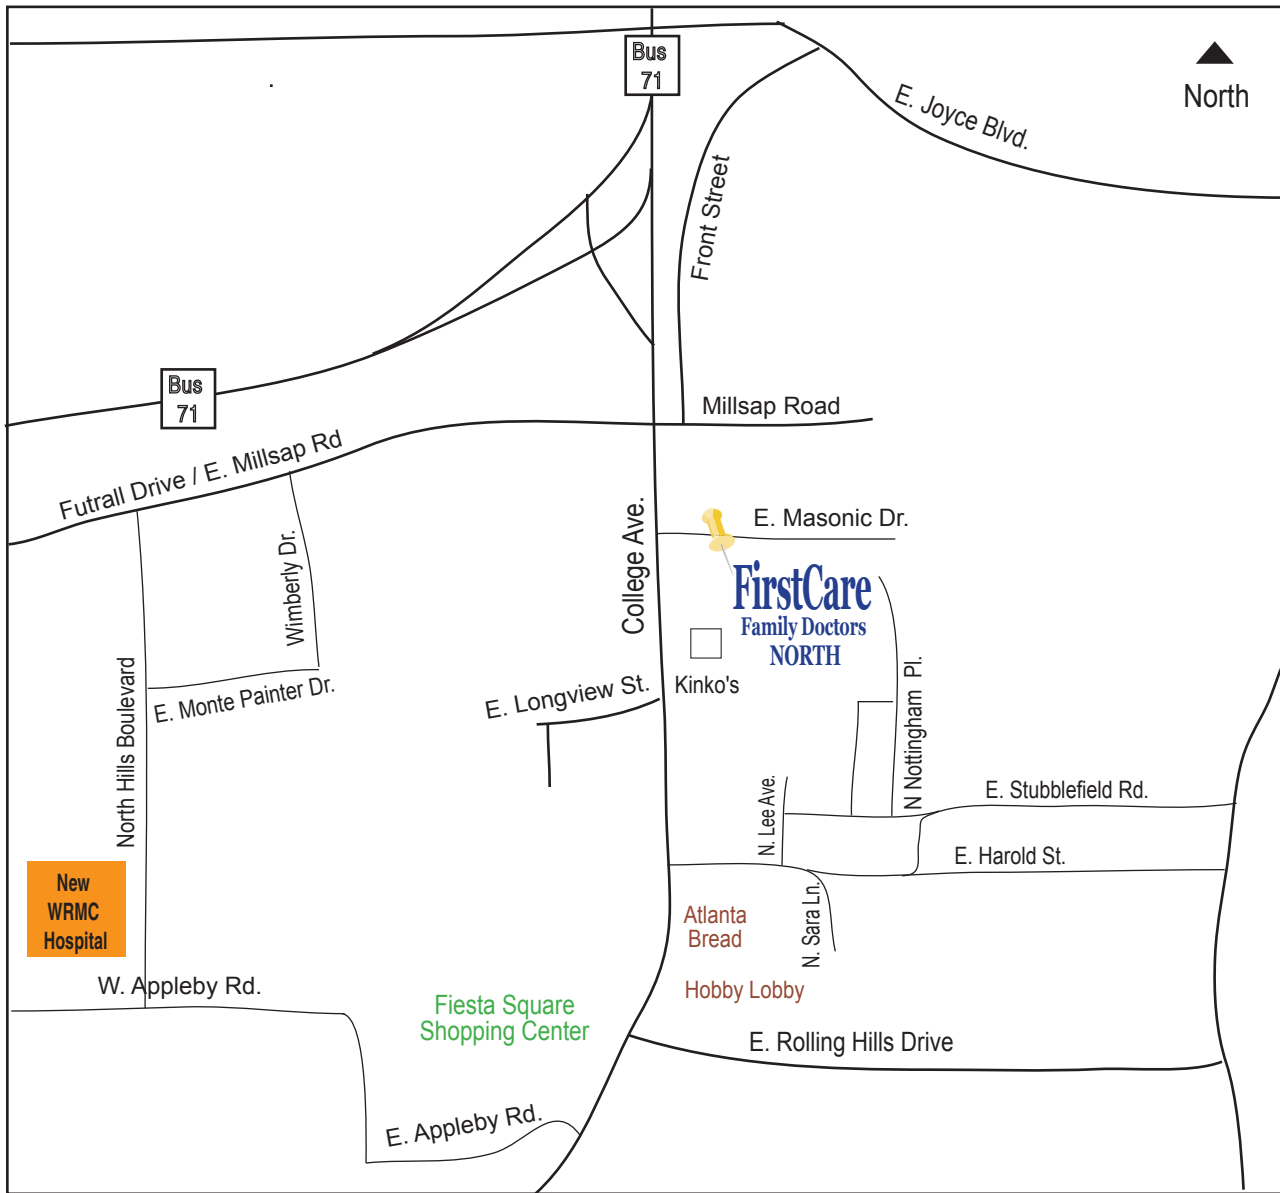 Bus
71
North
E. Joyce Blvd.
Front Street
Bus
71
Millsap Road
Futrall Drive / E. Millsap Rd
College Ave.
E. Masonic Dr.
Wimberly Dr.
FirstCare
Family Doctors
NORTH
Kinko's
E. Longview St.
E. Monte Painter Dr.
North Hills Boulevard
N Nottingham Pl.
E. Stubblefield Rd.
N. Lee Ave.
E. Harold St.
New
WRMC
Hospital
Atlanta
Bread
N. Sara Ln.
W. Appleby Rd.
Hobby Lobby
Fiesta Square
Shopping Center
E. Rolling Hills Drive
E. Appleby Rd.